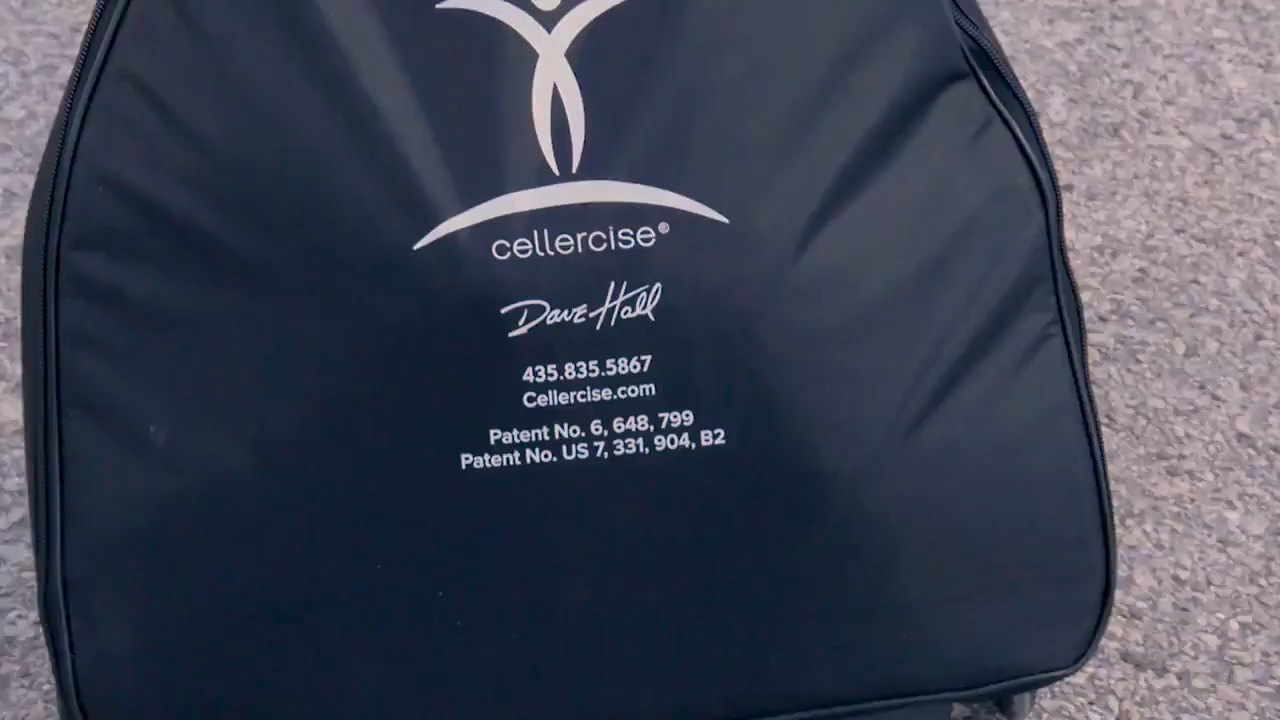 cellercise®
Dave Hall
435.835.5867
Cellercise.com
Patent No. 6, 648, 799
Patent No. US 7, 331, 904, B2